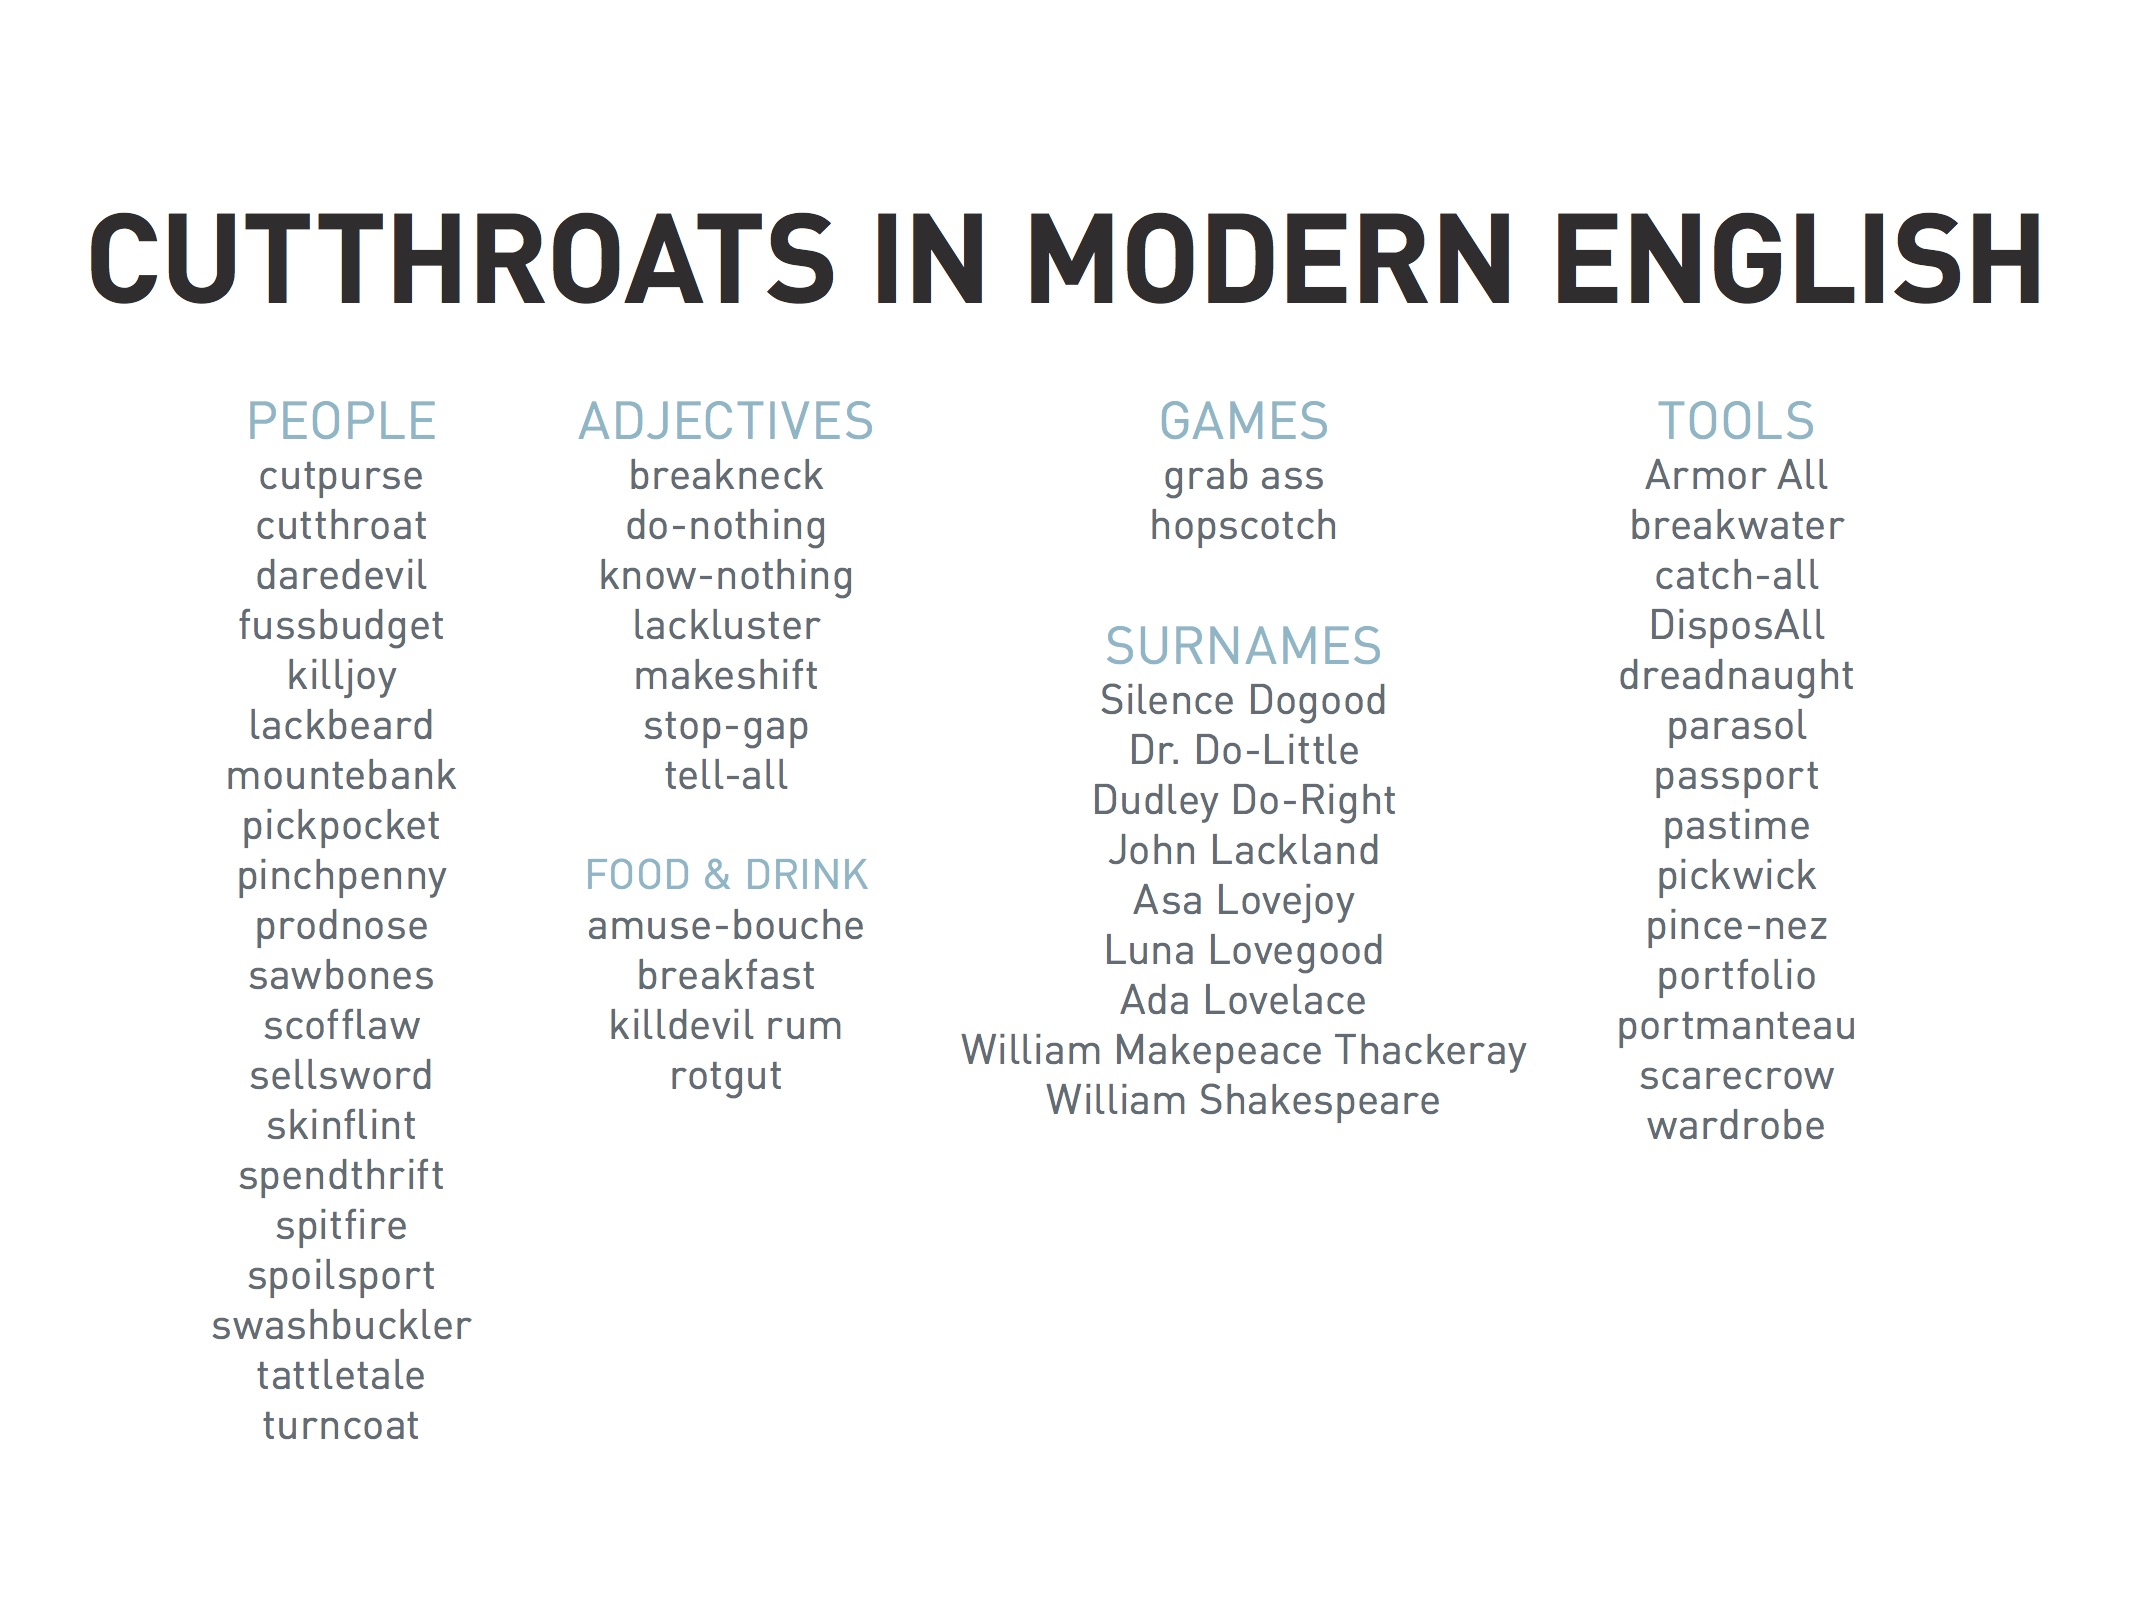 CUTTHROATS IN MODERN ENGLISH
PEOPLE
cutpurse
cutthroat
daredevil
fussbudget
killjoy
lackbeard
mountebank
pickpocket
pinchpenny
prodnose
sawbones
scofflaw
sellsword
skinflint
spendthrift
spitfire
spoilsport
swashbuckler
tattletale
turncoat
ADJECTIVES
breakneck
do-nothing
know-nothing
lackluster
makeshift
stop-gap
tell-all
FOOD & DRINK
amuse-bouche
breakfast
killdevil rum
rotgut
GAMES
grab ass
hopscotch
SURNAMES
Silence Dogood
Dr. Do-Little
Dudley Do-Right
John Lackland
Asa Lovejoy
Luna Lovegood
Ada Lovelace
William Makepeace Thackeray
William Shakespeare
TOOLS
Armor All
breakwater
catch-all
DisposAll
dreadnaught
parasol
passport
pastime
pickwick
pince-nez
portfolio
portmanteau
scarecrow
wardrobe